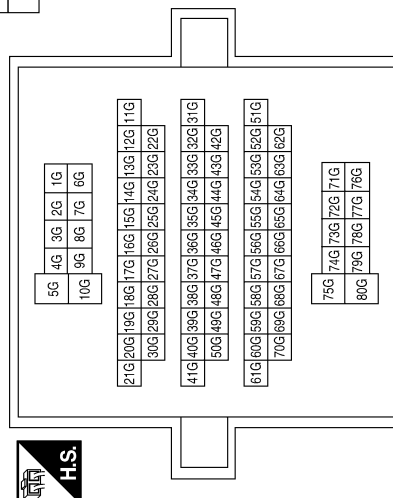 H.S.
5G 4G 3G 2G 1G
10G 9G 8G 7G 6G
21G 20G 19G 18G 17G 16G 15G 14G 13G 12G 11G
30G 29G 28G 27G 26G 25G 24G 23G 22G
41G 40G 39G 38G 37G 36G 35G 34G 33G 32G 31G
50G 49G 48G 47G 46G 45G 44G 43G 42G
61G 60G 59G 58G 57G 56G 55G 54G 53G 52G 51G
70G 69G 68G 67G 66G 65G 64G 63G 62G
75G 74G 73G 72G 71G
80G 79G 78G 77G 76G